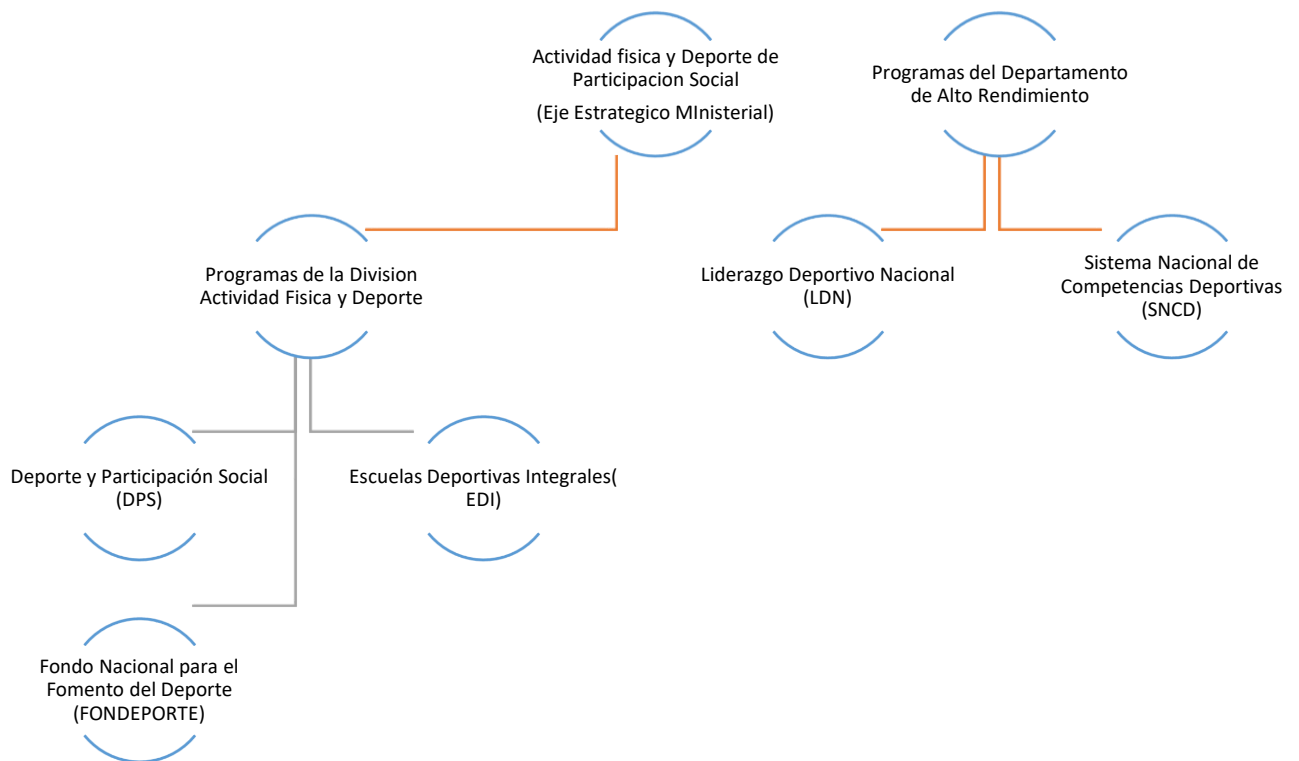 Actividad fisica y Deporte de
Participacion Social
(Eje Estrategico MInisterial)
Programas del Departamento
de Alto Rendimiento
Programas de la Division
Actividad Fisica y Deporte
Liderazgo Deportivo Nacional
(LDN)
Sistema Nacional de
Competencias Deportivas
(SNCD)
Deporte y Participación Social
(DPS)
Escuelas Deportivas Integrales(
EDI)
Fondo Nacional para el
Fomento del Deporte
(FONDEPORTE)